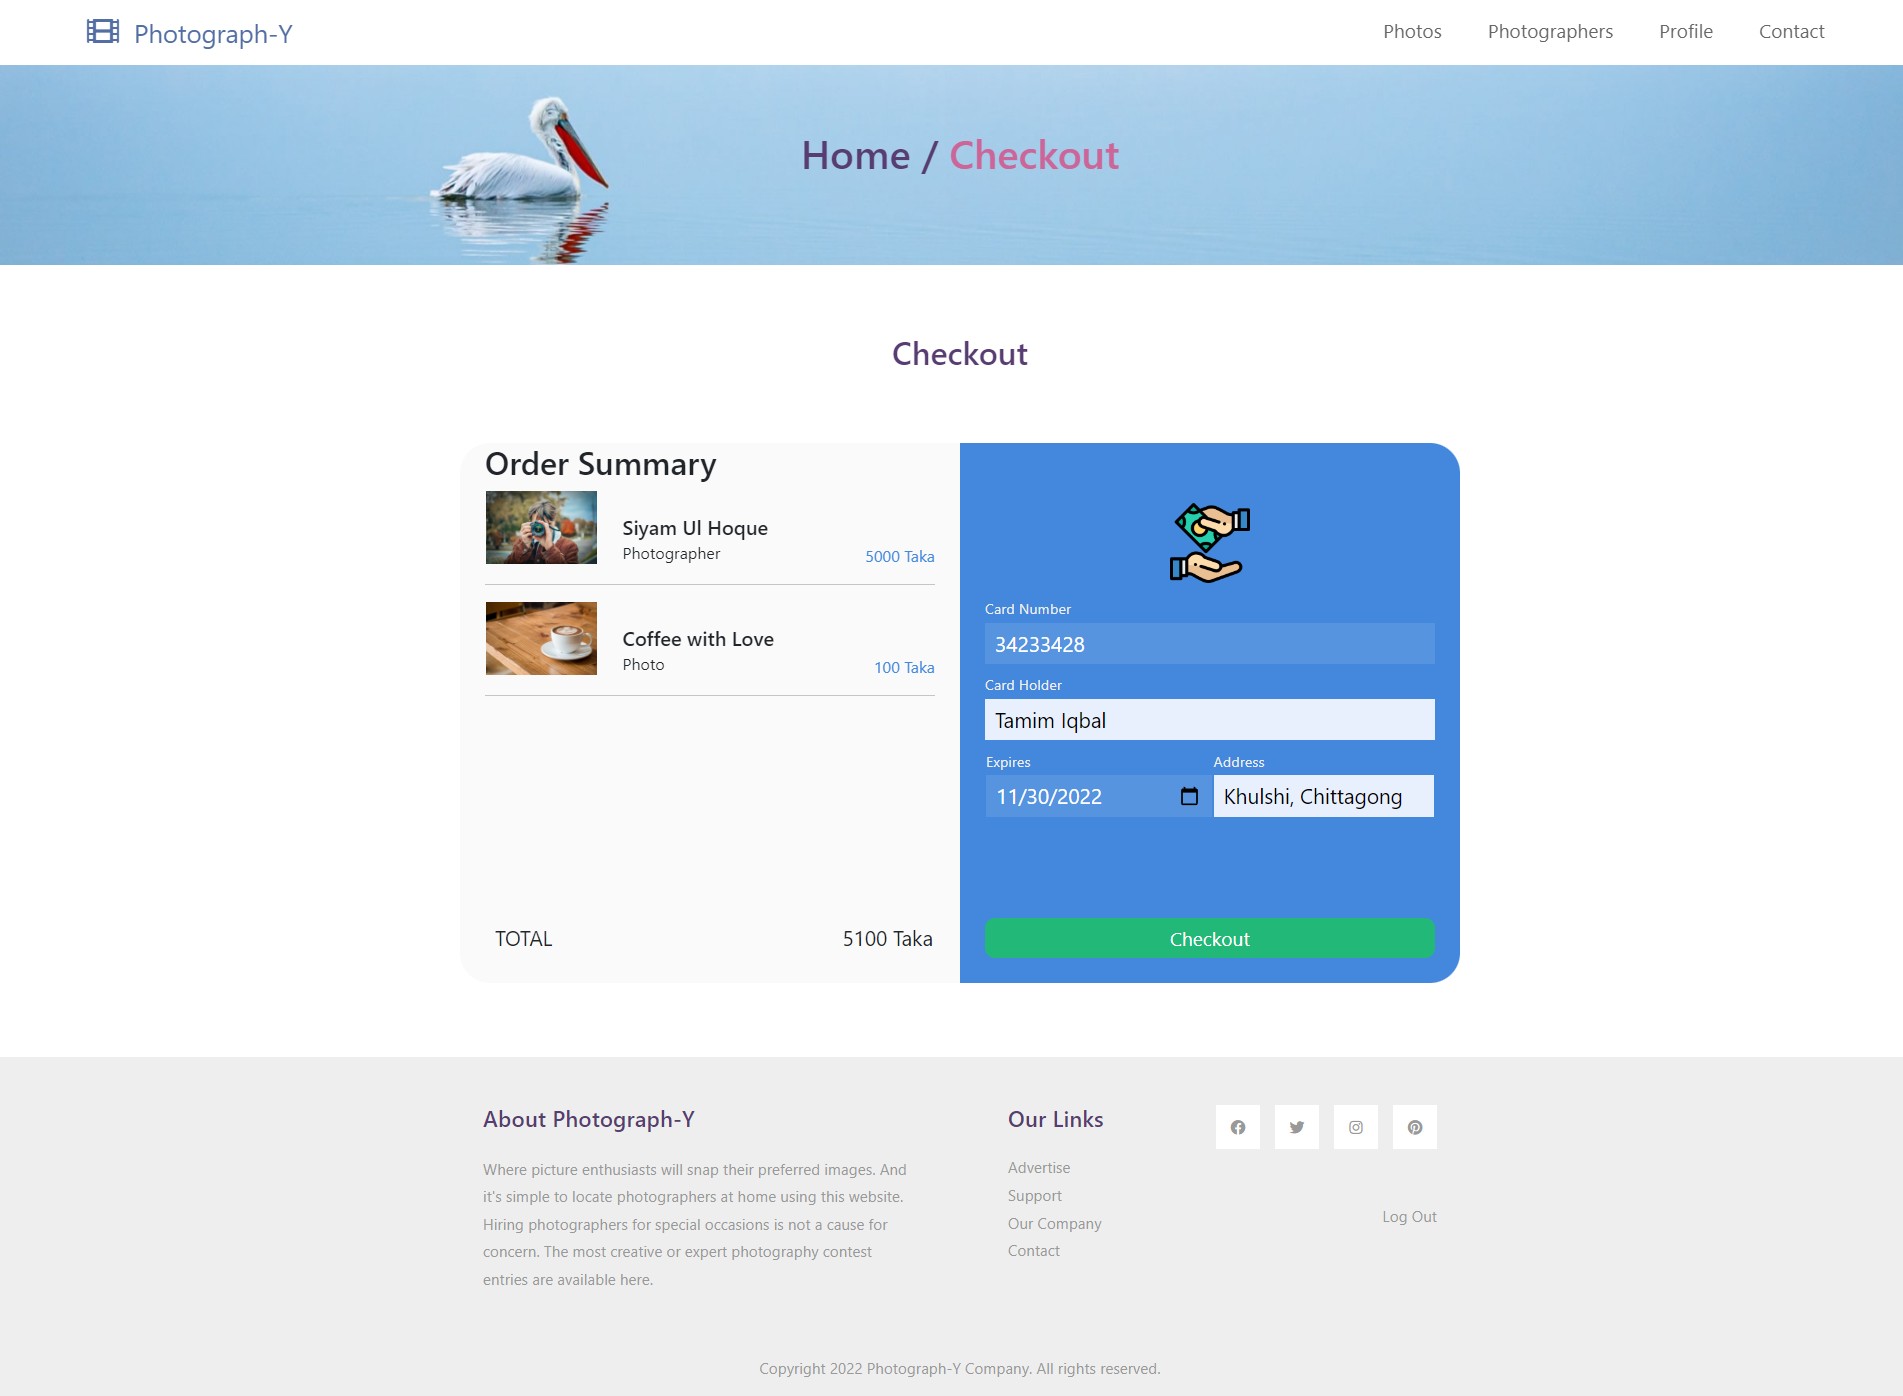 Photograph-Y
Photos
Photographers
Profile
Contact
Home / Checkout
Checkout
Order Summary
Siyam Ul Hoque
Photographer
5000 Taka
Coffee with Love
Photo
100 Taka
TOTAL
5100 Taka
Card Number
34233428
Card Holder
Tamim Iqbal
Expires
Address
11/30/2022
Khulshi, Chittagong
Checkout
About Photograph-Y
Where picture enthusiasts will snap their preferred images. And
it's simple to locate photographers at home using this website.
Hiring photographers for special occasions is not a cause for
concern. The most creative or expert photography contest
entries are available here.
Our Links
Advertise
Support
Our Company
Contact
Log Out
Copyright 2022 Photograph-Y Company. All rights reserved.